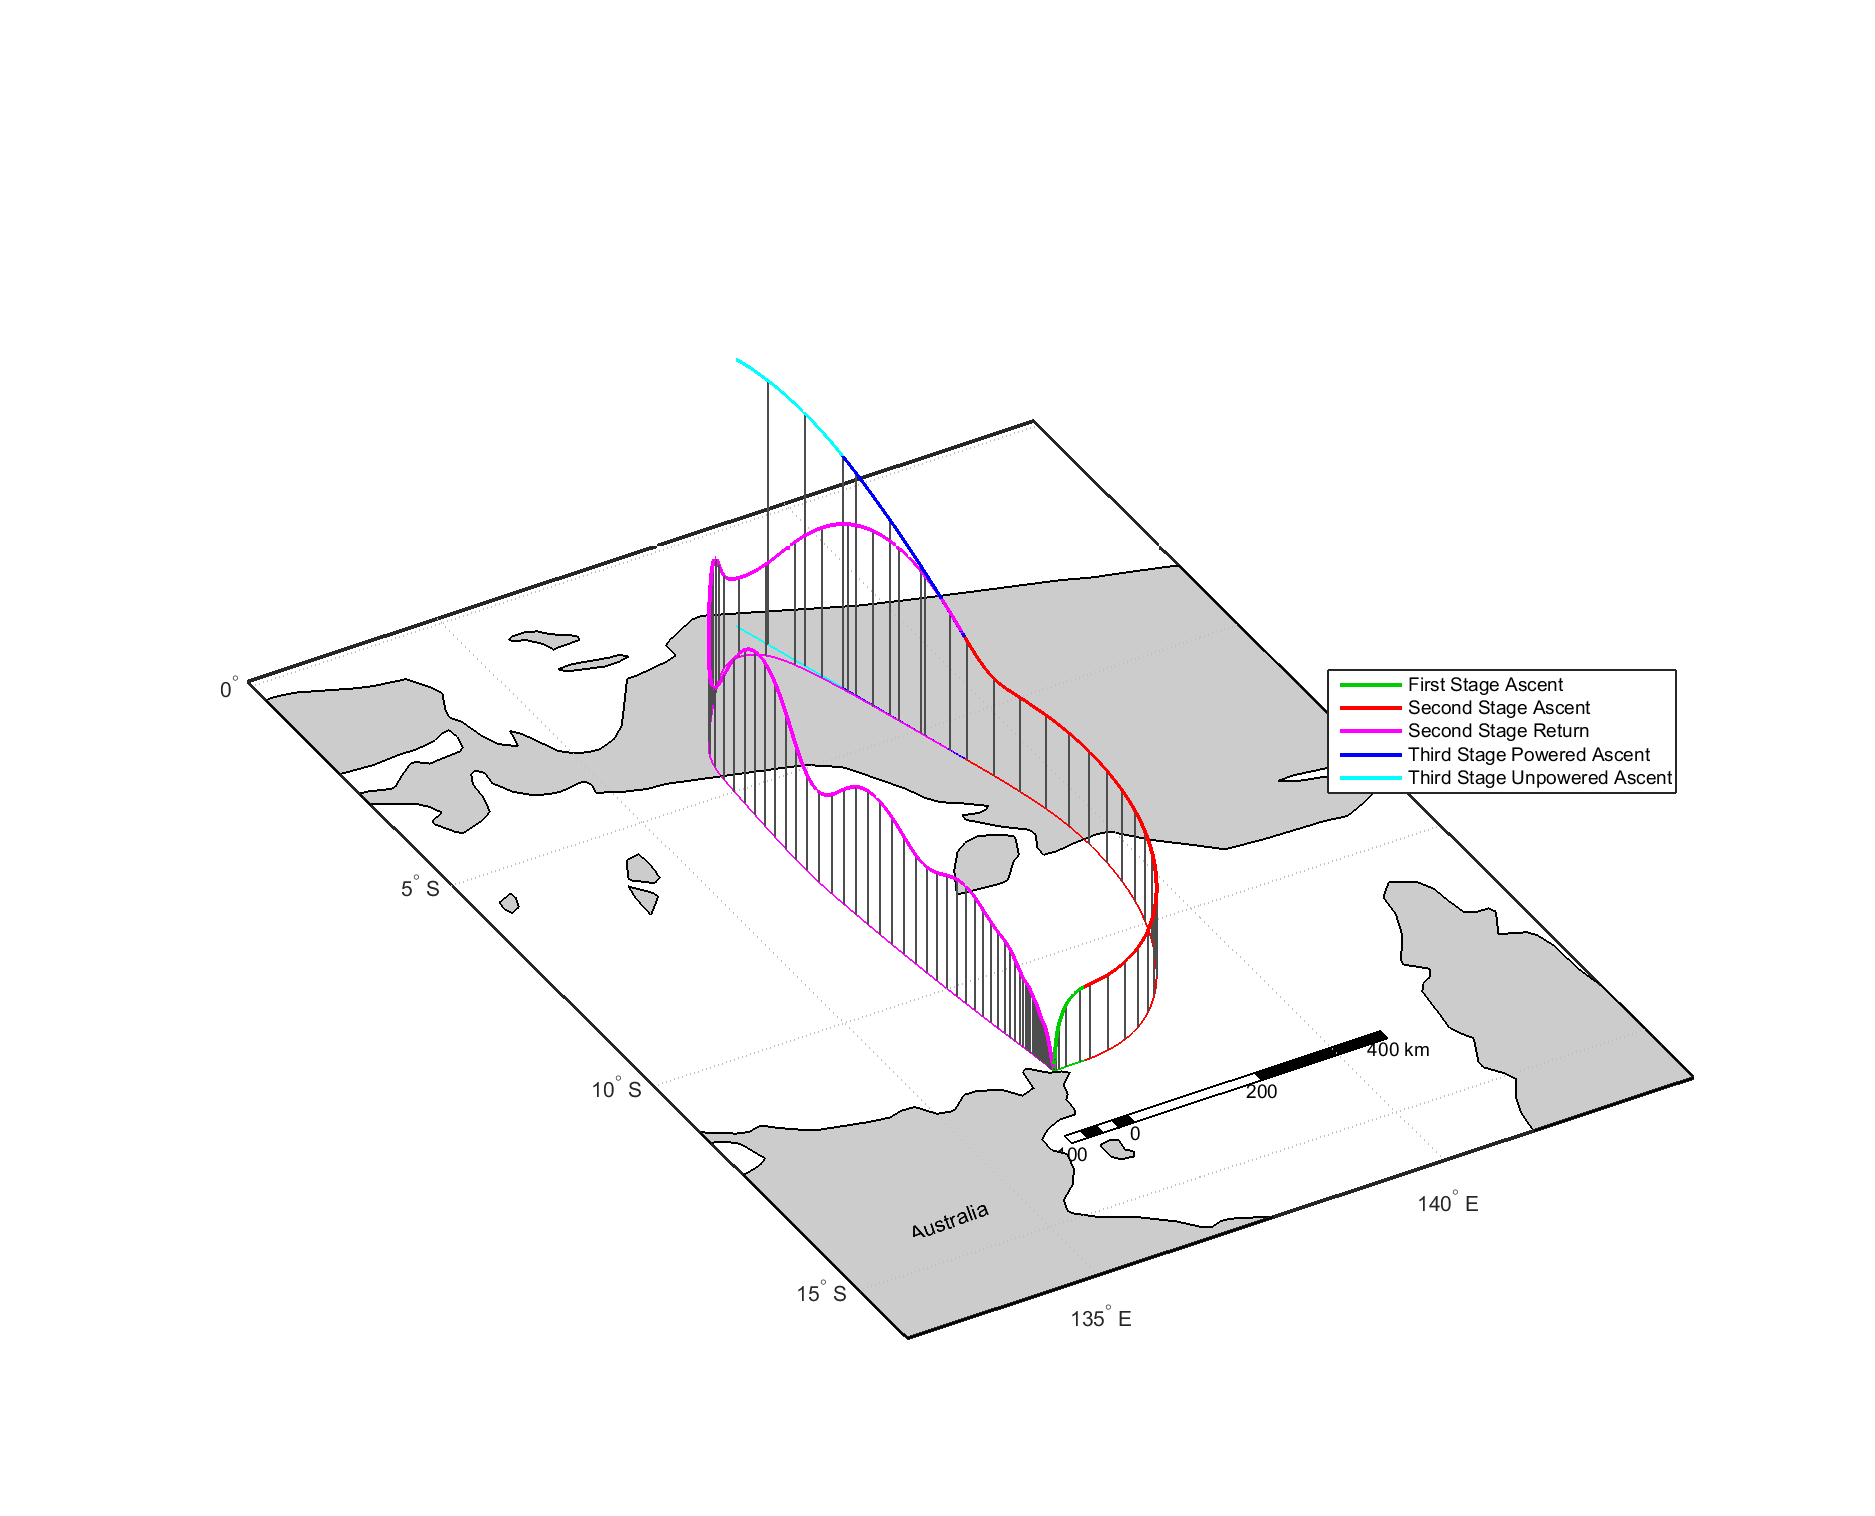 0°
First Stage Ascent
Second Stage Ascent
Second Stage Return
Third Stage Powered Ascent
Third Stage Unpowered Ascent
5° S
10° S
400 km
200
0
100
Australia
15° S
140° E
135° E